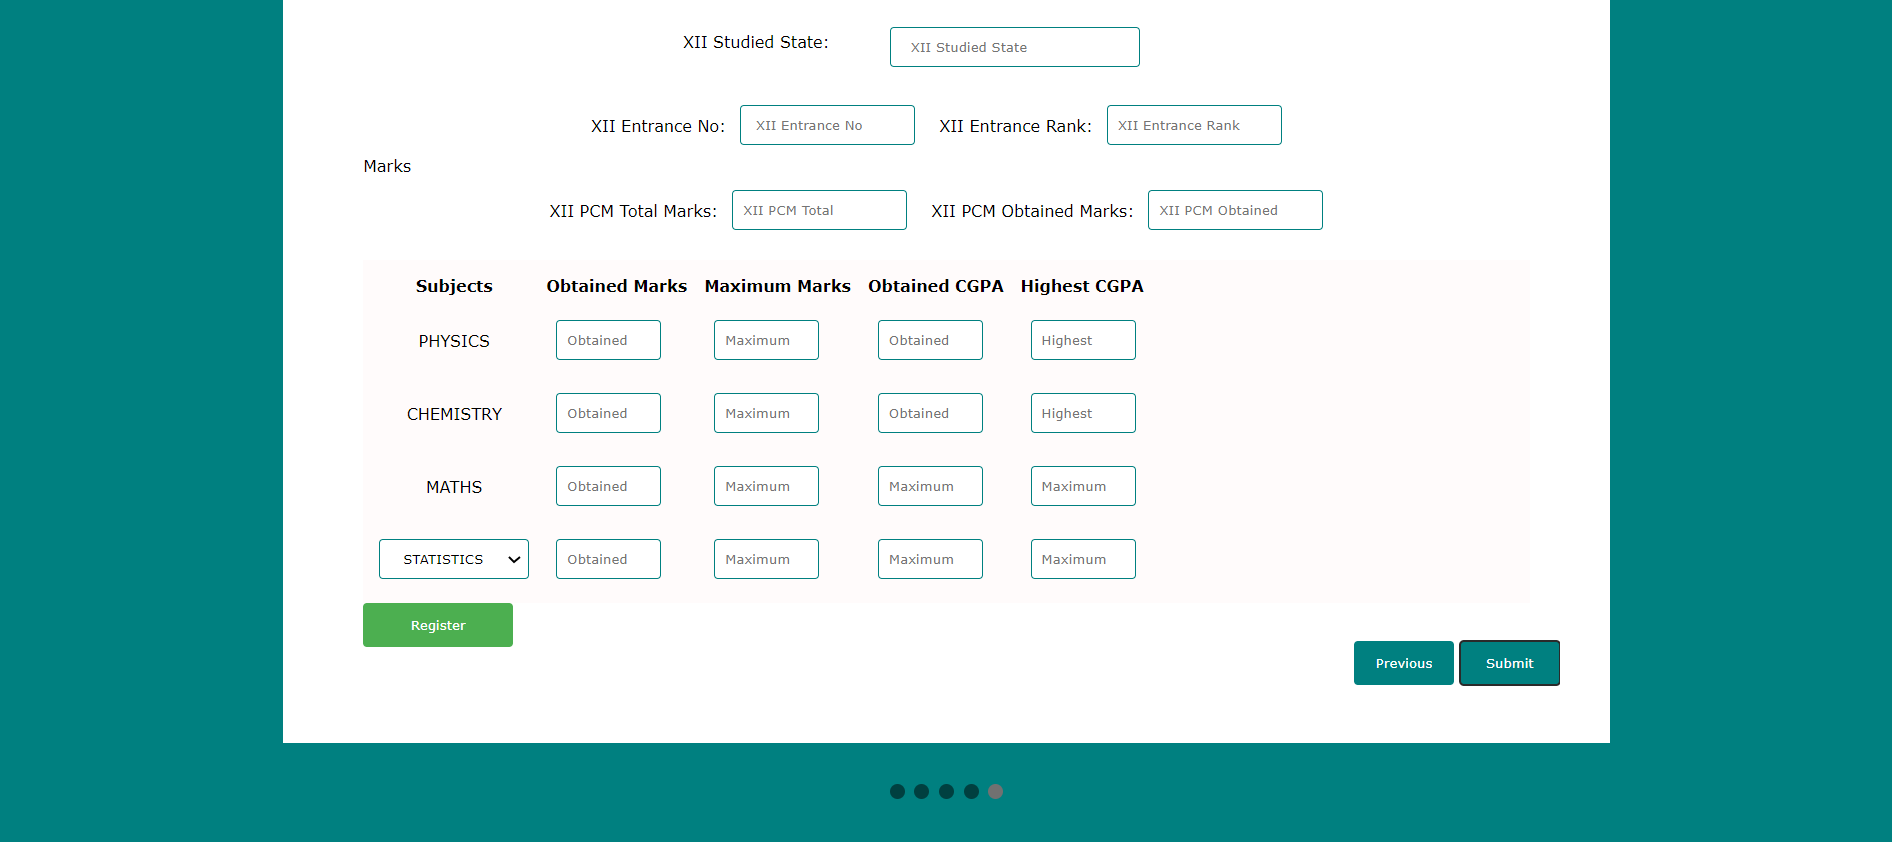 XII Studied State: XII Studied State
XII Entrance No: XII Entrance No XII Entrance Rank: XII Entrance Rank
Marks
XII PCM Total Marks: XII PCM Total XII PCM Obtained Marks: XII PCM Obtained
Subjects Obtained Marks Maximum Marks Obtained CGPA Highest CGPA
PHYSICS Obtained Maximum Obtained Highest
CHEMISTRY Obtained Maximum Obtained Highest
MATHS Obtained Maximum Maximum Maximum
STATISTICS Obtained Maximum Maximum Maximum
Register
Previous Submit